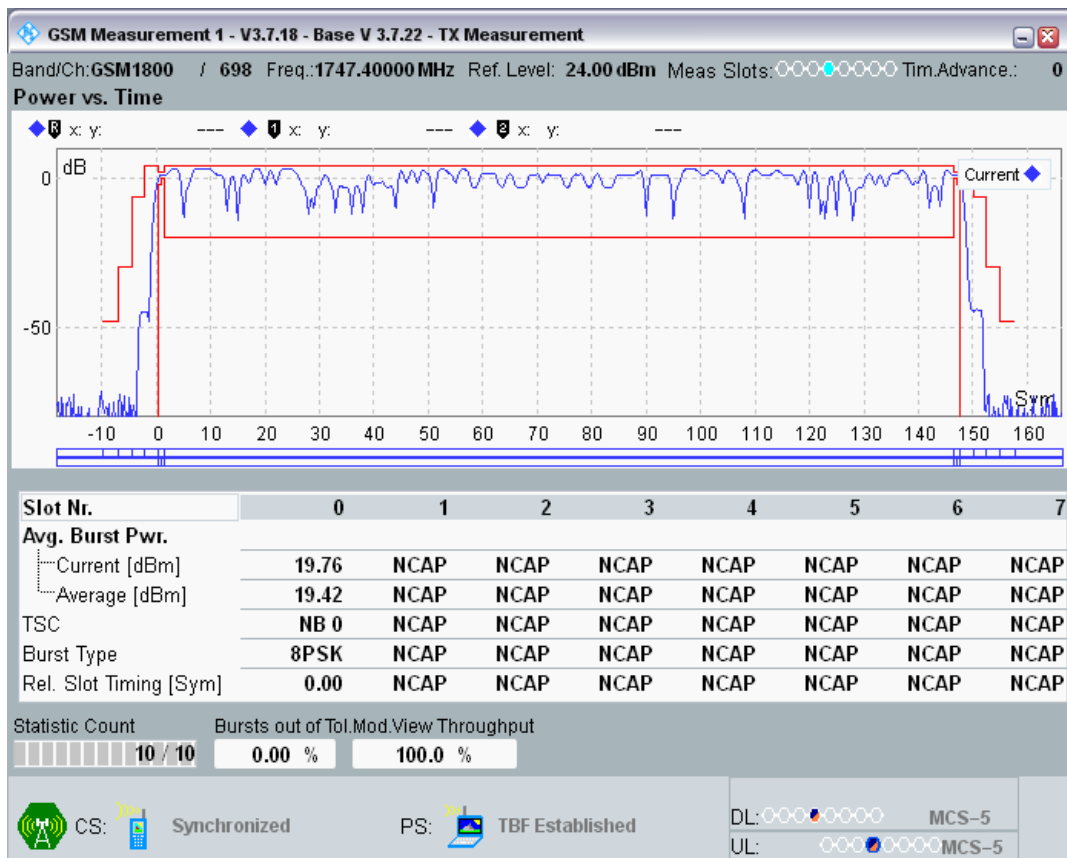 GSM Measurement 1 - V3.7.18 - Base V 3.7.22 - TX Measurement
Band/Ch:GSM1800 / 698 Freq.:1747.40000 MHz Ref. Level: 24.00 dBm Meas Slots: Tim.Advance.: 0
Power vs. Time
R x: y: --- 1 x: y: --- 2 x: y: ---
dB
Current
0
-50
Sym
-10 0 10 20 30 40 50 60 70 80 90 100 110 120 130 140 150 160
Slot Nr. 0 1 2 3 4 5 6 7
Avg. Burst Pwr.
Current [dBm] 19.76 NCAP NCAP NCAP NCAP NCAP NCAP NCAP
Average [dBm] 19.42 NCAP NCAP NCAP NCAP NCAP NCAP NCAP
TSC NB 0 NCAP NCAP NCAP NCAP NCAP NCAP NCAP
Burst Type 8PSK NCAP NCAP NCAP NCAP NCAP NCAP NCAP
Rel. Slot Timing [Sym] 0.00 NCAP NCAP NCAP NCAP NCAP NCAP NCAP
Statistic Count Bursts out of Tol.Mod.View Throughput
10 / 10 0.00 % 100.0 %
CS: Synchronized PS: TBF Established
DL: MCS-5
UL: MCS-5